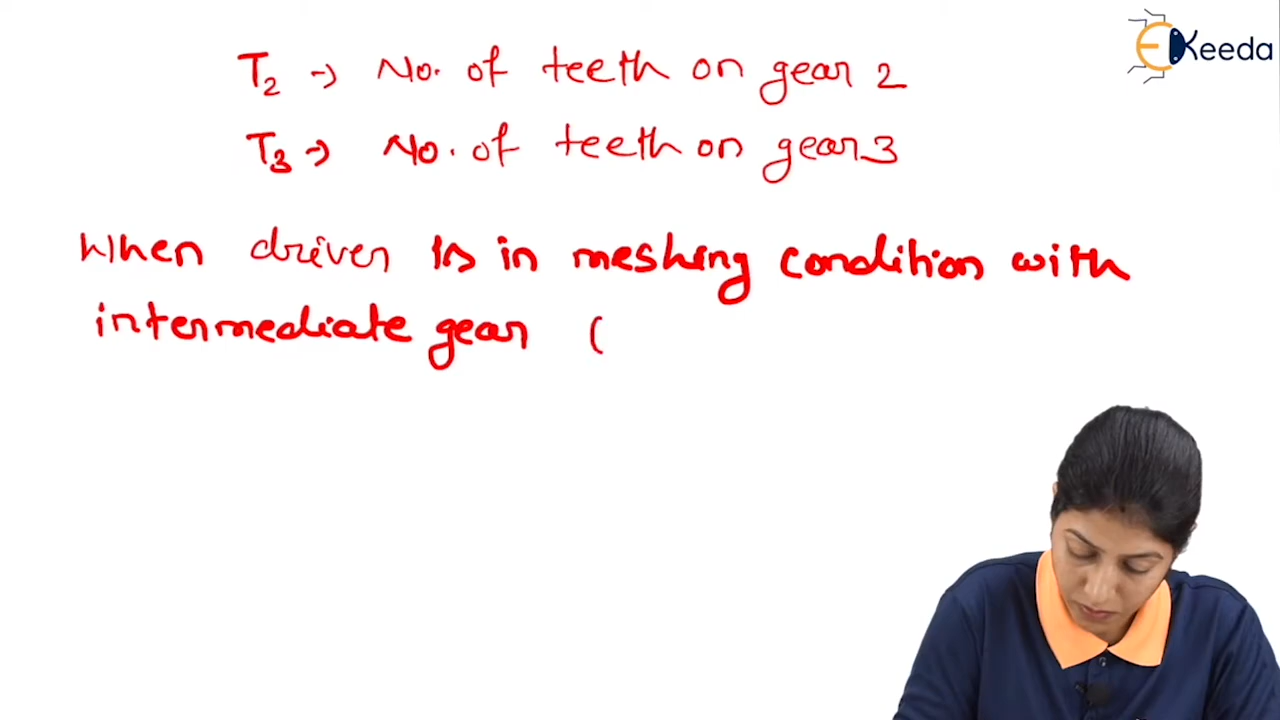 EKeeda
T2 → No. of teeth on gear 2
T3 → No. of teeth on gear 3
When driver is in meshing condition with
intermediate gear (